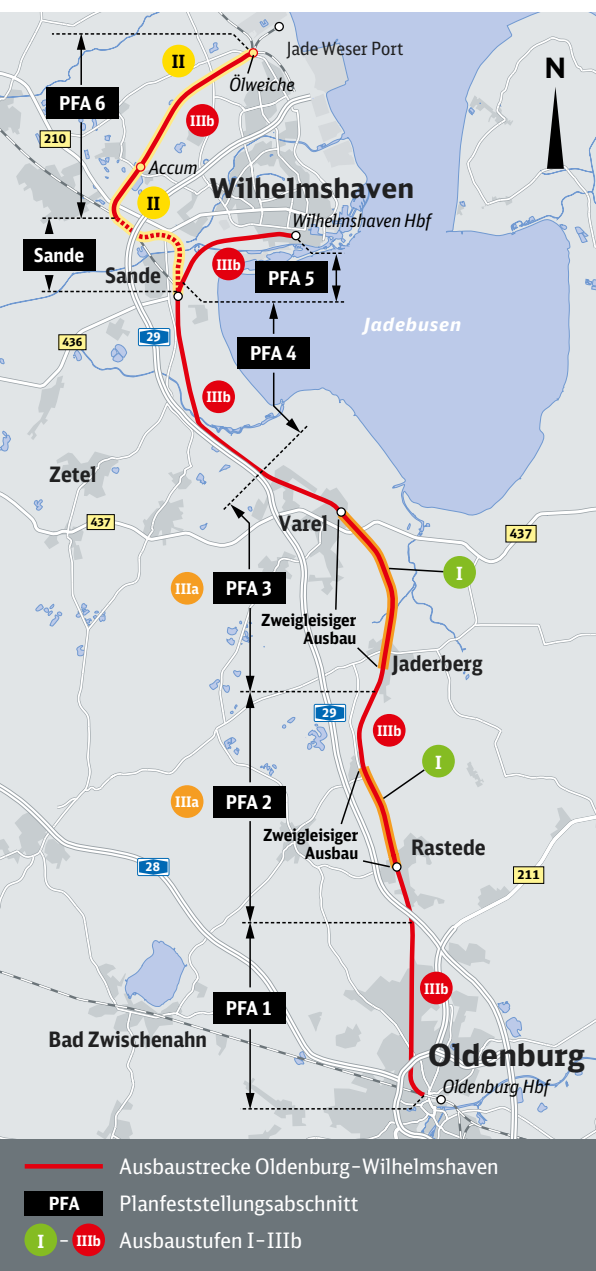 Jade Weser Port
II
Ölweiche
N
PFA 6
IIIb
210
Accum
Wilhelmshaven
II
Wilhelmshaven Hbf
Sande
IIIb
PFA 5
Sande
Jadebusen
29
436
PFA 4
IIIb
Zetel
437
Varel
437
IIIa
PFA 3
I
Zweigleisiger
Ausbau
Jaderberg
29
IIIb
I
IIIa
PFA 2
Zweigleisiger
Ausbau
Rastede
28
211
IIIb
PFA 1
Bad Zwischenahn
Oldenburg
Oldenburg Hbf
Ausbaustrecke Oldenburg–Wilhelmshaven
PFA Planfeststellungsabschnitt
I – IIIb Ausbaustufen I–IIIb